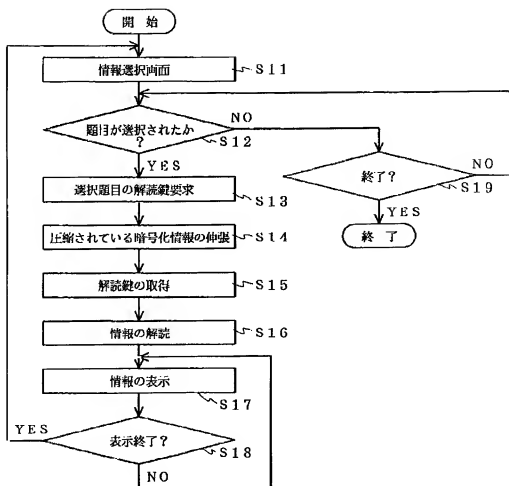 開 始
情報選択画面
S11
題目が選択されたか
?
S12
NO
YES
選択題目の解読鍵要求
S13
終了?
S19
NO
YES
終 了
圧縮されている暗号化情報の伸張
S14
解読鍵の取得
S15
情報の解読
S16
情報の表示
S17
YES
表示終了?
S18
NO